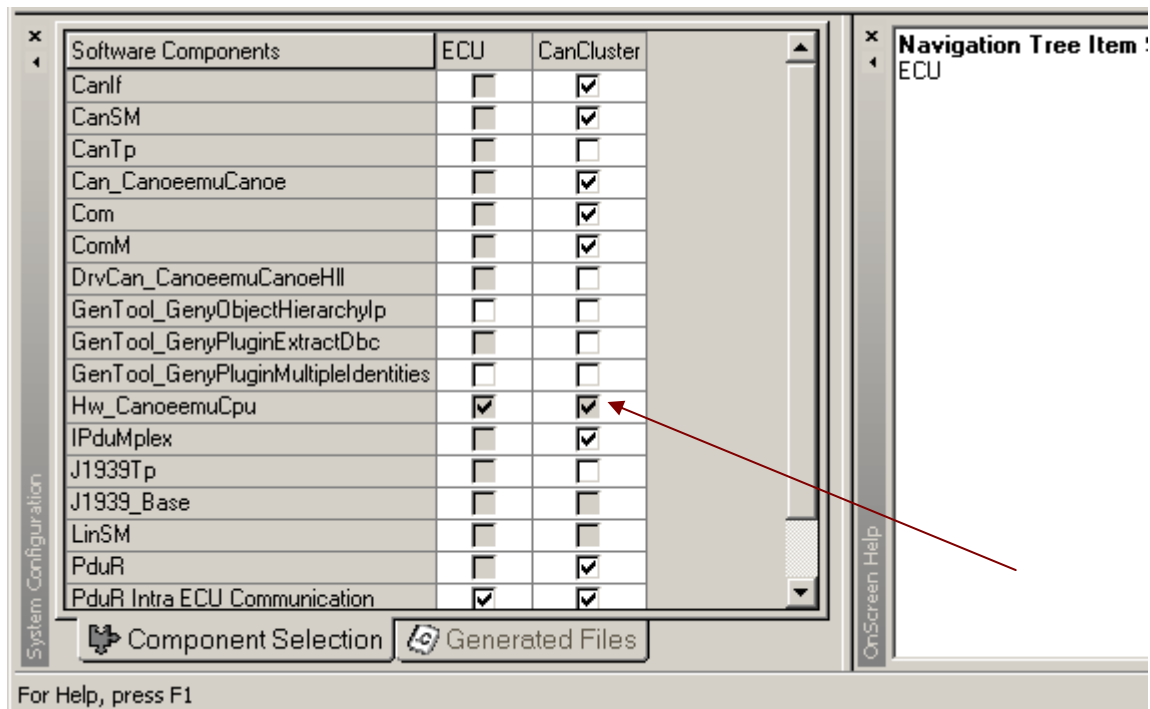 Software Components ECU CanCluster
CanIf
CanSM
CanTp
Can_CanoeemuCanoe
Com
ComM
DrvCan_CanoeemuCanoeHll
GenTool_GenyObjectHierarchyIp
GenTool_GenyPluginExtractDbc
GenTool_GenyPluginMultipleIdentities
Hw_CanoeemuCpu
IPduMplex
J1939Tp
J1939_Base
LinSM
PduR
PduR Intra ECU Communication
Component Selection Generated Files
System Configuration
Navigation Tree Item
ECU
OnScreen Help
For Help, press F1